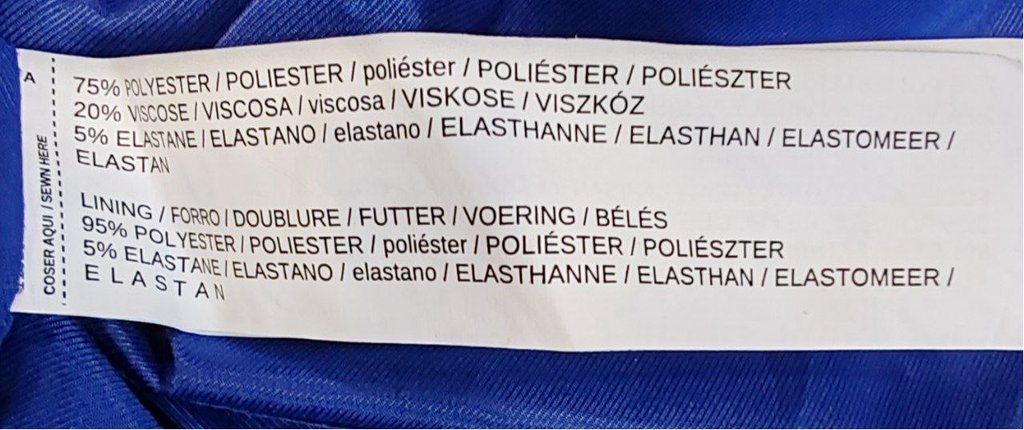 A
COSER AQUI / SEWN HERE
75% POLYESTER / POLIESTER / poliéster / POLIÉSTER / POLIÉSZTER
20% VISCOSE / VISCOSA / viscosa / VISKOSE / VISZKÓZ
5% ELASTANE / ELASTANO / elastano / ELASTHANNE / ELASTHAN / ELASTOMEER /
ELASTAN
LINING / FORRO / DOUBLURE / FUTTER / VOERING / BÉLÉS
95% POLYESTER / POLIESTER / poliéster / POLIÉSTER / POLIÉSZTER
5% ELASTANE / ELASTANO / elastano / ELASTHANNE / ELASTHAN / ELASTOMEER /
E L A S T A N